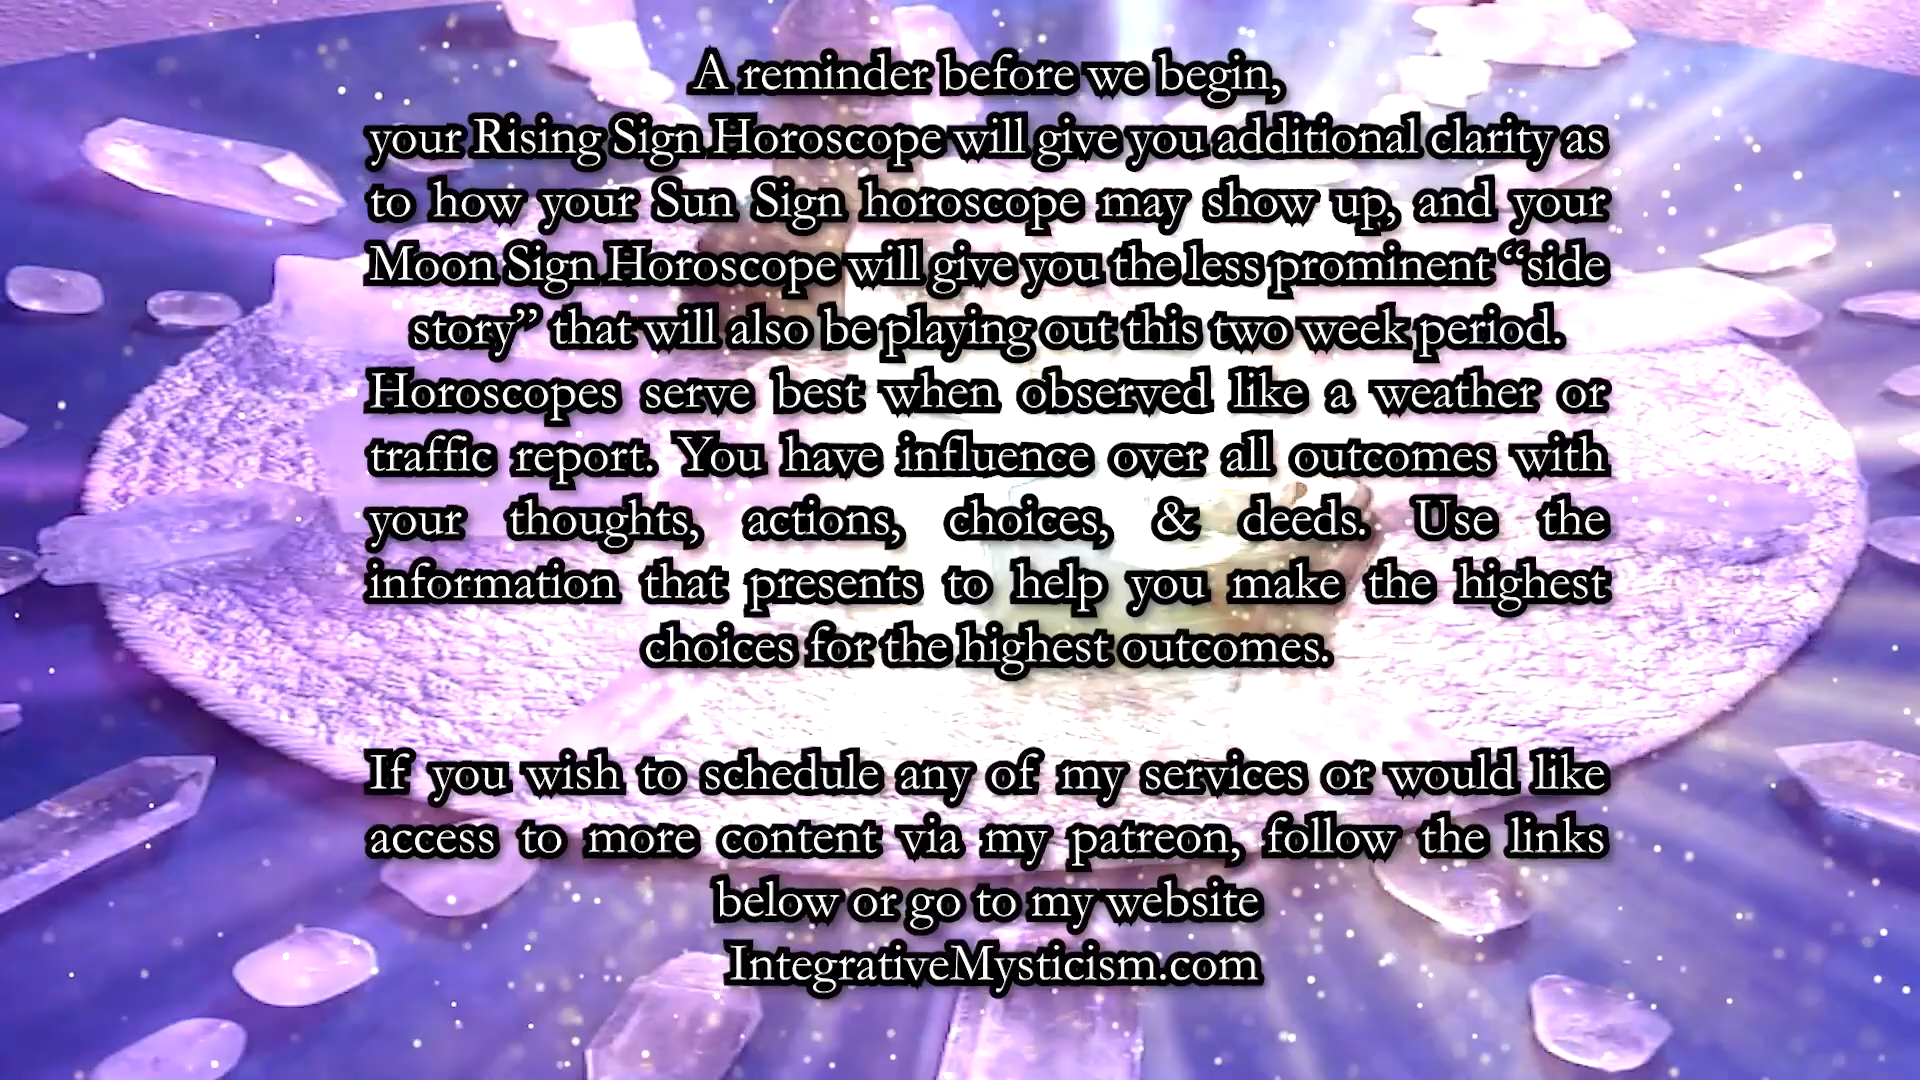 A reminder before we begin,
your Rising Sign Horoscope will give you additional clarity as
to how your Sun Sign horoscope may show up, and your
Moon Sign Horoscope will give you the less prominent “side
story” that will also be playing out this two week period.
Horoscopes serve best when observed like a weather or
traffic report. You have influence over all outcomes with
your thoughts, actions, choices, & deeds. Use the
information that presents to help you make the highest
choices for the highest outcomes.
If you wish to schedule any of my services or would like
access to more content via my patreon, follow the links
below or go to my website
IntegrativeMysticism.com